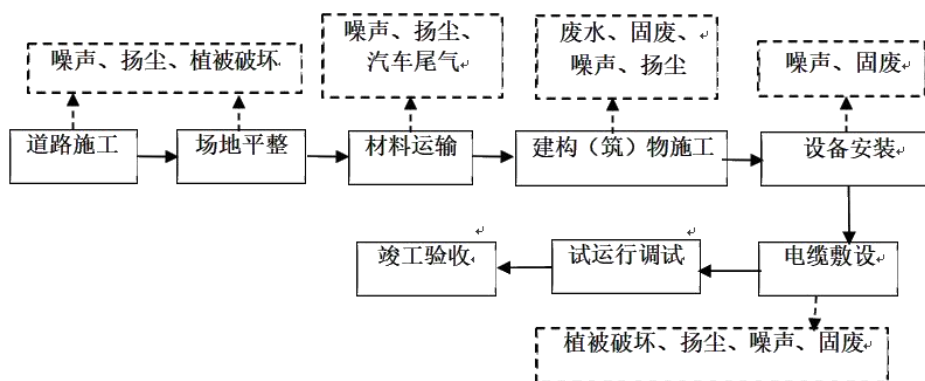 噪声、扬尘、植被破坏
噪声、扬尘、
汽车尾气
废水、固废、
噪声、扬尘
噪声、固废
道路施工
场地平整
材料运输
建构（筑）物施工
设备安装
竣工验收
试运行调试
电缆敷设
植被破坏、扬尘、噪声、固废